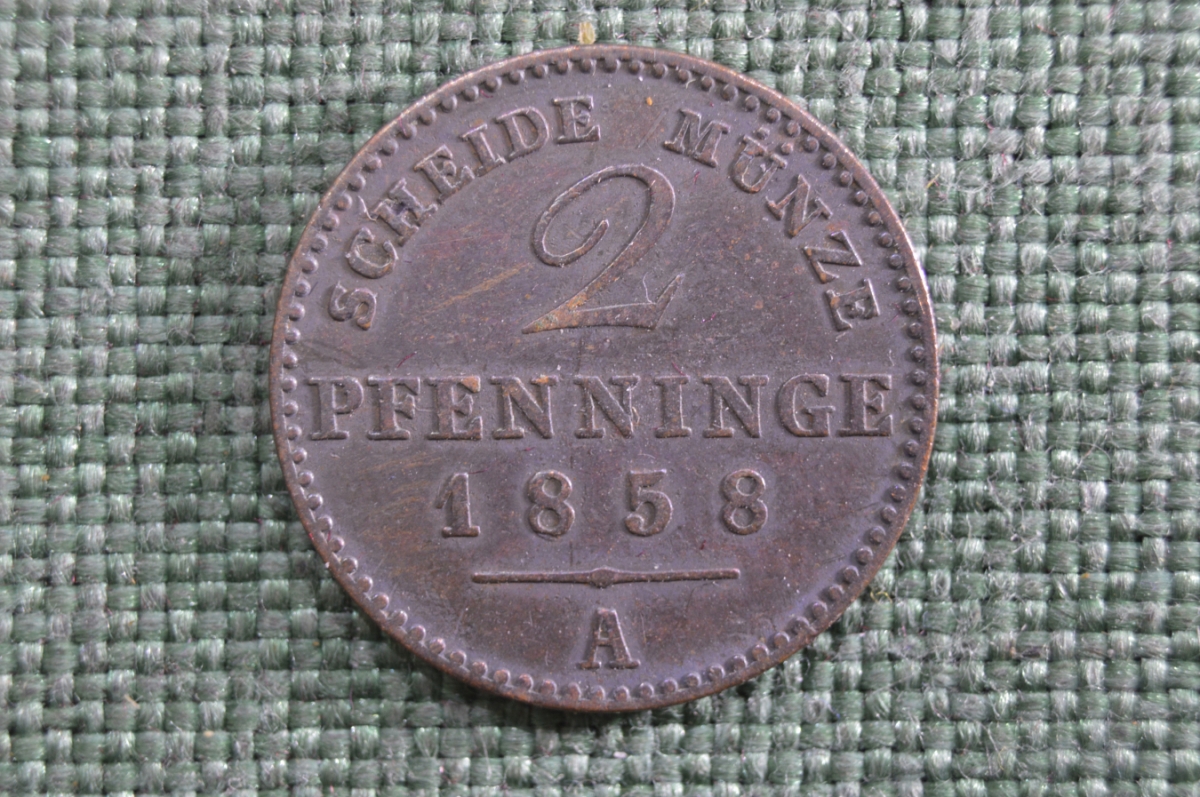 SCHEIDE MÜNZE
2
PFENNINGE
1858
A